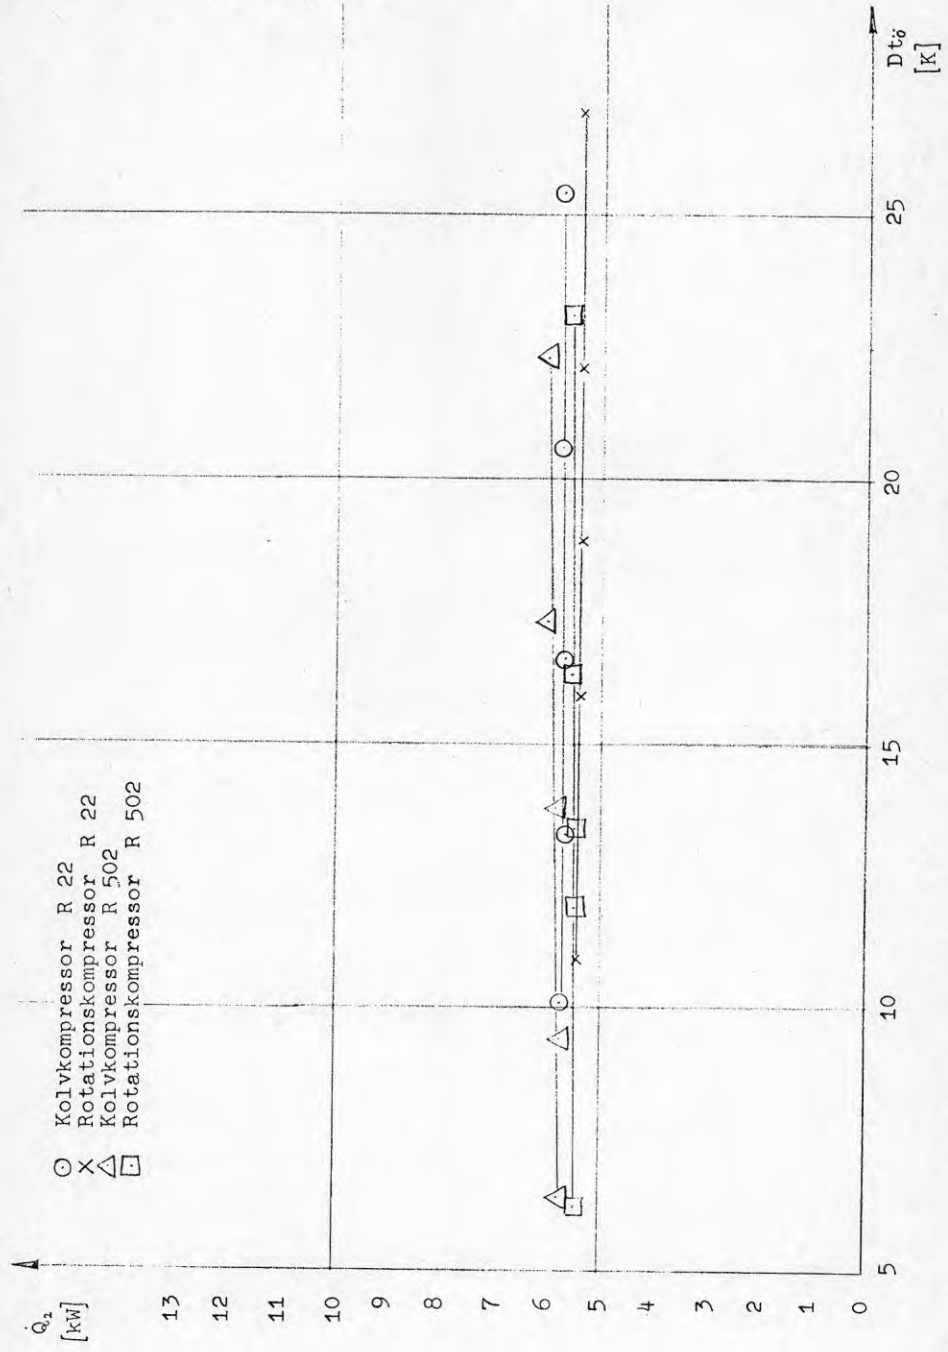 Q̇₂
[kW]
○ Kolvkompressor R 22
× Rotationskompressor R 22
△ Kolvkompressor R 502
□ Rotationskompressor R 502
13
12
11
10
9
8
7
6
5
4
3
2
1
0
5
10
15
20
25
Dtö
[K]